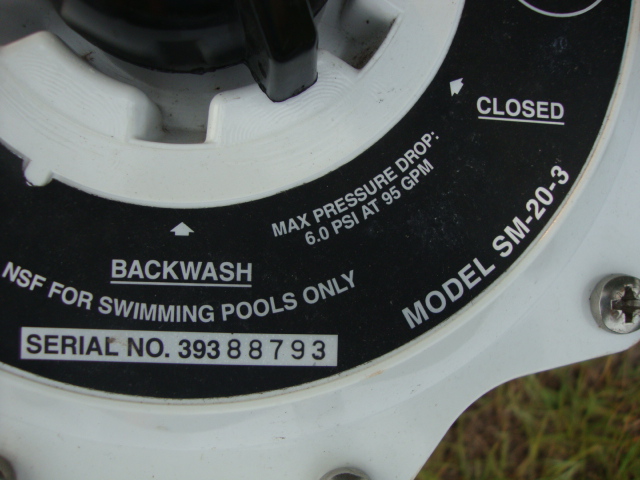 CLOSED
MAX PRESSURE DROP:
6.0 PSI AT 95 GPM
BACKWASH
NSF FOR SWIMMING POOLS ONLY
MODEL SM-20-3
SERIAL NO. 39388793